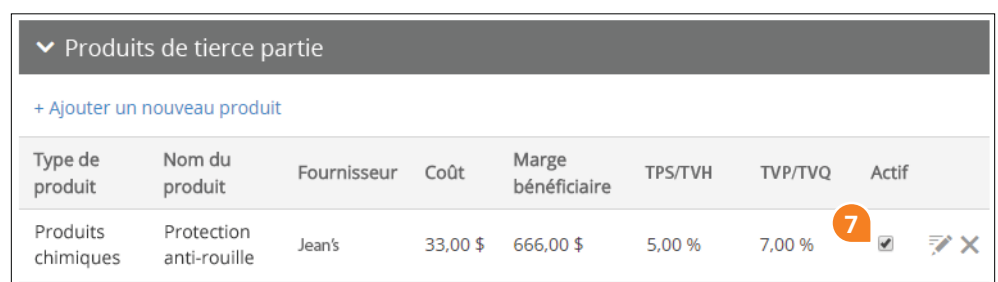 Produits de tierce partie
+ Ajouter un nouveau produit
Type de produit Nom du produit Fournisseur Coût Marge bénéficiaire TPS/TVH TVP/TVQ Actif
Produits chimiques Protection anti-rouille Jean's 33,00 $ 666,00 $ 5,00 % 7,00 % 7